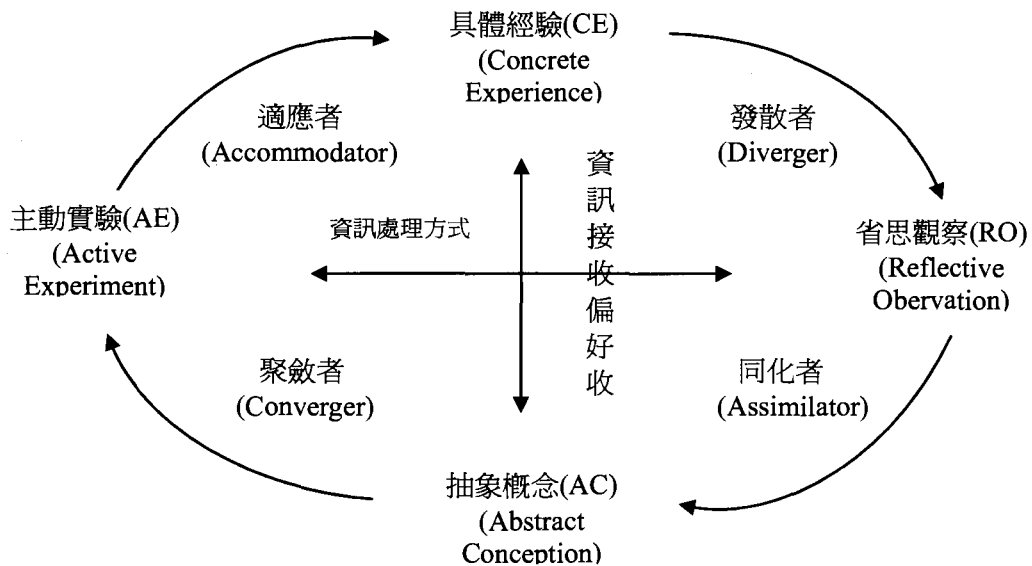 具體經驗(CE)
(Concrete
Experience)
適應者
(Accommodator)
發散者
(Diverger)
主動實驗(AE)
(Active
Experiment)
資訊處理方式
資訊接收偏好收
省思觀察(RO)
(Reflective
Obervation)
聚斂者
(Converger)
同化者
(Assimilator)
抽象概念(AC)
(Abstract
Conception)